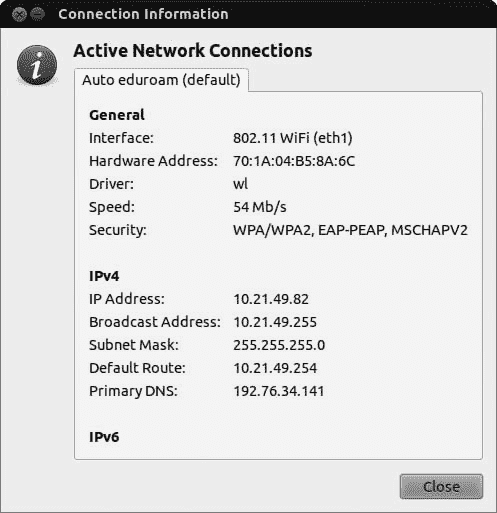 Connection Information
Active Network Connections
Auto eduroam (default)
General
Interface: 802.11 WiFi (eth1)
Hardware Address: 70:1A:04:B5:8A:6C
Driver: wl
Speed: 54 Mb/s
Security: WPA/WPA2, EAP-PEAP, MSCHAPV2
IPv4
IP Address: 10.21.49.82
Broadcast Address: 10.21.49.255
Subnet Mask: 255.255.255.0
Default Route: 10.21.49.254
Primary DNS: 192.76.34.141
IPv6
Close